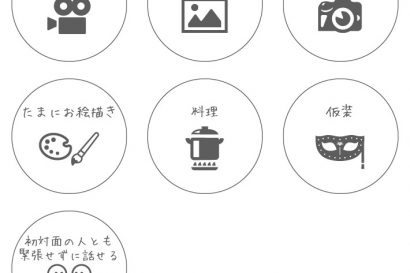 たまにお絵描き
料理
仮装
初対面の人とも
緊張せずに話せる